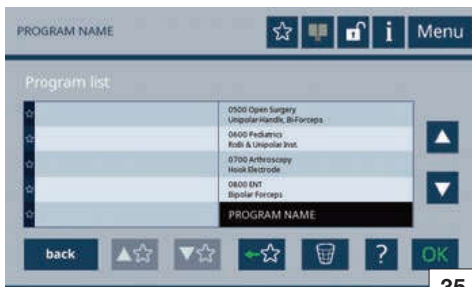 PROGRAM NAME
i
Menu
Program list
0500 Open Surgery
Unipolar Handle, Bi-Forceps
0600 Pediatrics
RoBi & Unipolar Inst.
0700 Arthroscopy
Hook Electrode
0800 ENT
Bipolar Forceps
PROGRAM NAME
back
?
OK
35